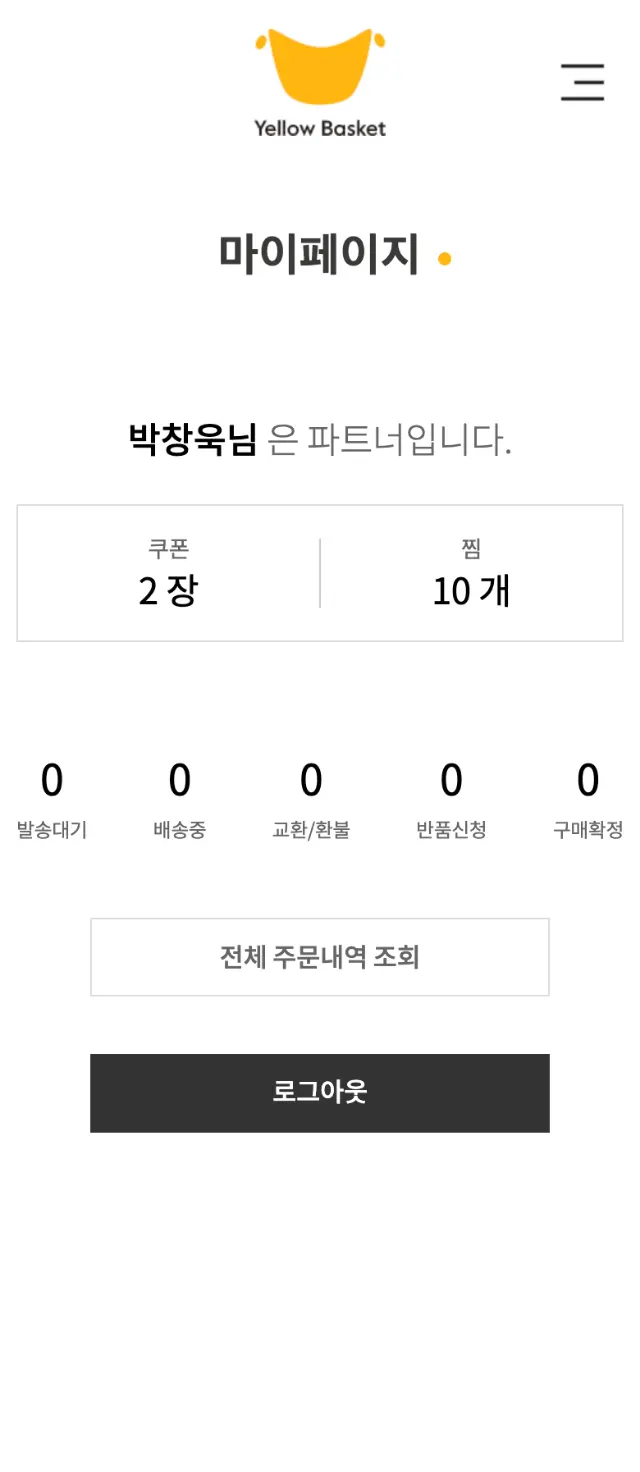 Yellow Basket
마이페이지
박창욱님 은 파트너입니다.
쿠폰 찜
2 장 10 개
0 0 0 0 0
발송대기 배송중 교환/환불 반품신청 구매확정
전체 주문내역 조회
로그아웃